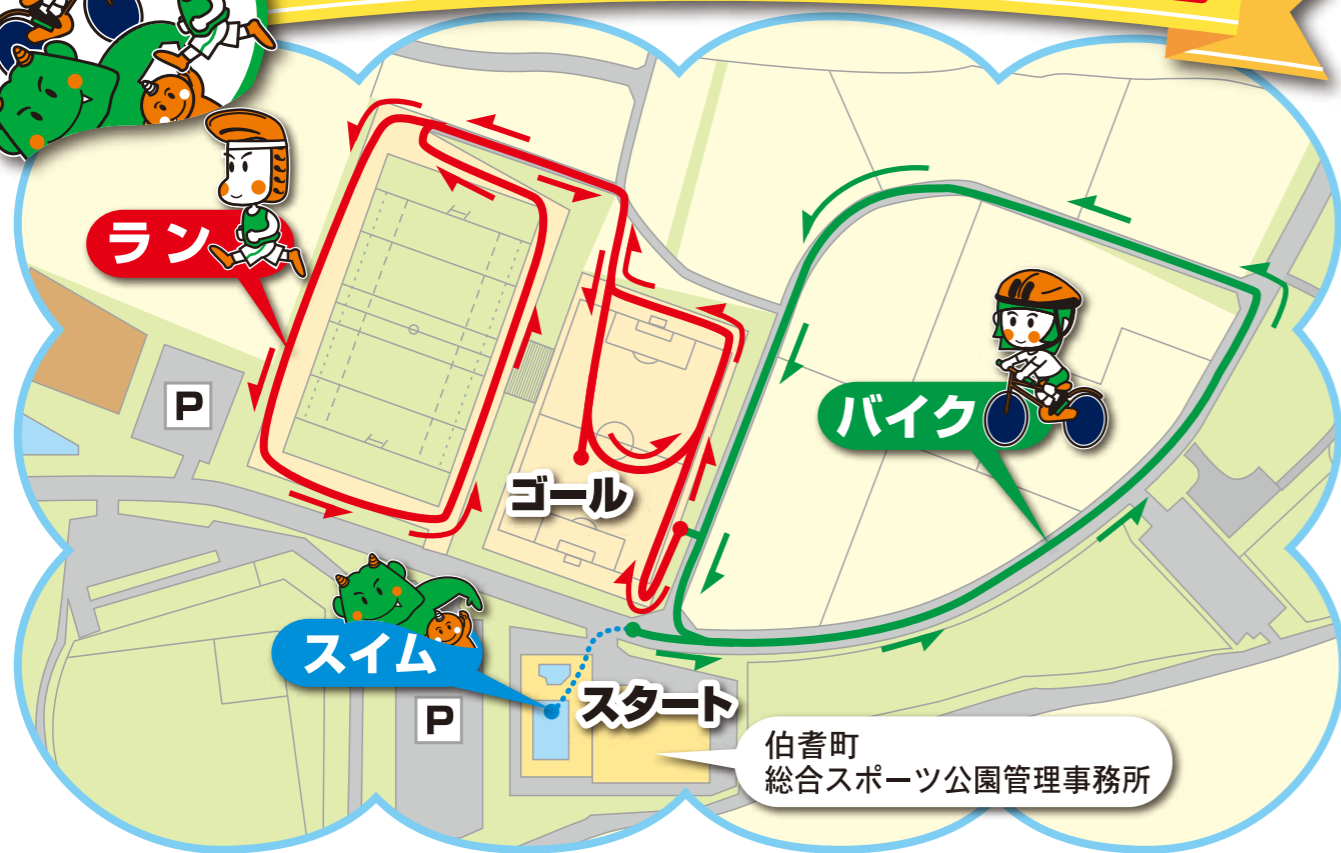 ラン
P
バイク
ゴール
スイム
スタート
P
伯耆町
総合スポーツ公園管理事務所